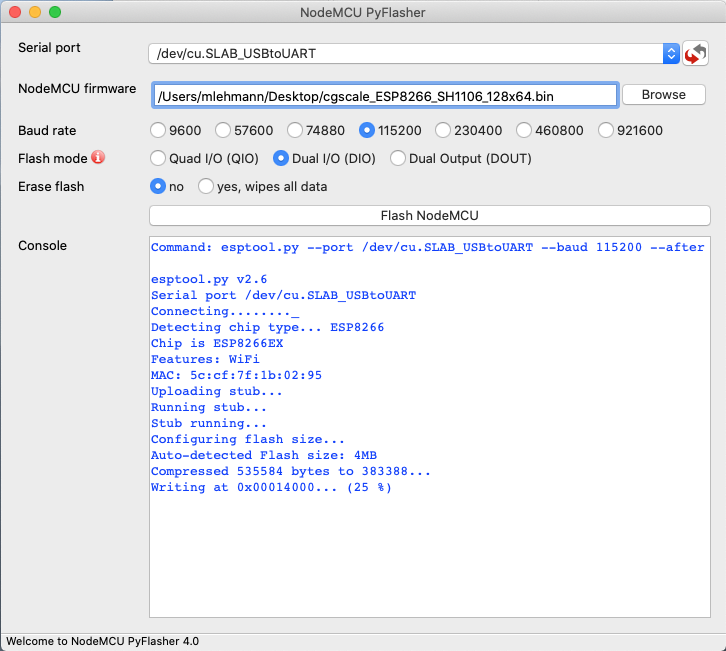 NodeMCU PyFlasher
Serial port
/dev/cu.SLAB_USBtoUART
NodeMCU firmware
/Users/mlehmann/Desktop/cgscale_ESP8266_SH1106_128x64.bin
Browse
Baud rate
9600 57600 74880 115200 230400 460800 921600
Flash mode
Quad I/O (QIO) Dual I/O (DIO) Dual Output (DOUT)
Erase flash
no yes, wipes all data
Flash NodeMCU
Console
Command: esptool.py --port /dev/cu.SLAB_USBtoUART --baud 115200 --after
esptool.py v2.6
Serial port /dev/cu.SLAB_USBtoUART
Connecting........_
Detecting chip type... ESP8266
Chip is ESP8266EX
Features: WiFi
MAC: 5c:cf:7f:1b:02:95
Uploading stub...
Running stub...
Stub running...
Configuring flash size...
Auto-detected Flash size: 4MB
Compressed 535584 bytes to 383388...
Writing at 0x00014000... (25 %)
Welcome to NodeMCU PyFlasher 4.0